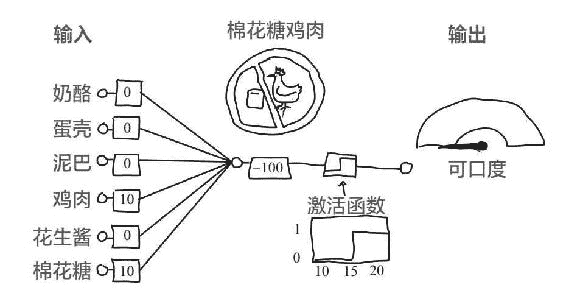 输入
棉花糖鸡肉
输出
奶酪 0
蛋壳 0
泥巴 0
鸡肉 10
花生酱 0
棉花糖 10
-100
可口度
激活函数
1
0
10 15 20